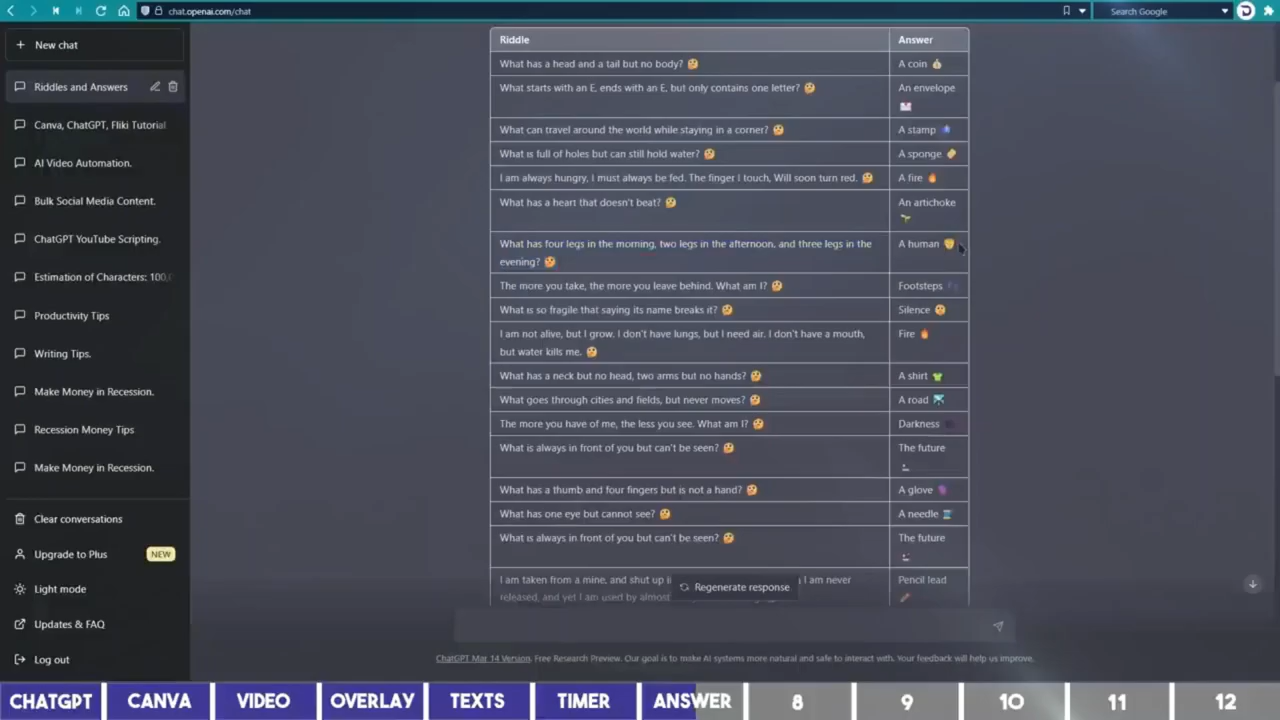 chat.openai.com/chat
Search Google
New chat
Riddles and Answers
Canva, ChatGPT, Fliki Tutorial
AI Video Automation.
Bulk Social Media Content.
ChatGPT YouTube Scripting.
Estimation of Characters: 100,
Productivity Tips
Writing Tips.
Make Money in Recession.
Recession Money Tips
Make Money in Recession.
Clear conversations
Upgrade to Plus NEW
Light mode
Updates & FAQ
Log out
Riddle Answer
What has a head and a tail but no body? 🤔 A coin 💰
What starts with an E, ends with an E, but only contains one letter? 🤔 An envelope
What can travel around the world while staying in a corner? 🤔 A stamp
What is full of holes but can still hold water? 🤔 A sponge
I am always hungry, I must always be fed. The finger I touch, Will soon turn red. 🤔 A fire 🔥
What has a heart that doesn't beat? 🤔 An artichoke
What has four legs in the morning, two legs in the afternoon, and three legs in the A human
evening? 🤔
The more you take, the more you leave behind. What am I? 🤔 Footsteps
What is so fragile that saying its name breaks it? 🤔 Silence
I am not alive, but I grow. I don't have lungs, but I need air. I don't have a mouth, Fire 🔥
but water kills me. 🤔
What has a neck but no head, two arms but no hands? 🤔 A shirt
What goes through cities and fields, but never moves? 🤔 A road
The more you have of me, the less you see. What am I? 🤔 Darkness
What is always in front of you but can't be seen? 🤔 The future
What has a thumb and four fingers but is not a hand? 🤔 A glove
What has one eye but cannot see? 🤔 A needle
What is always in front of you but can't be seen? 🤔 The future
I am taken from a mine, and shut up i I am never Pencil lead
released, and yet I am used by almost
Regenerate response
ChatGPT Mar 14 Version. Free Research Preview. Our goal is to make AI systems more natural and safe to interact with. Your feedback will help us improve.
CHATGPT CANVA VIDEO OVERLAY TEXTS TIMER ANSWER 8 9 10 11 12